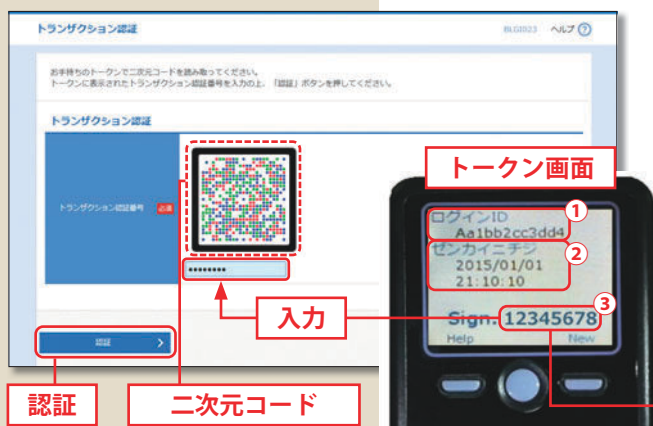 トランザクション認証
BLGI023 ヘルプ ?
お手持ちのトークンで二次元コードを読み取ってください。
トークンに表示されたトランザクション認証番号を入力の上、「認証」ボタンを押してください。
トランザクション認証
トランザクション認証番号 必須
••••••••
認証
認証
二次元コード
入力
トークン画面
ログインID ①
Aa1bb2cc3dd4
ゼンカイニチジ ②
2015/01/01
21:10:10
③
Sign: 12345678
Help New